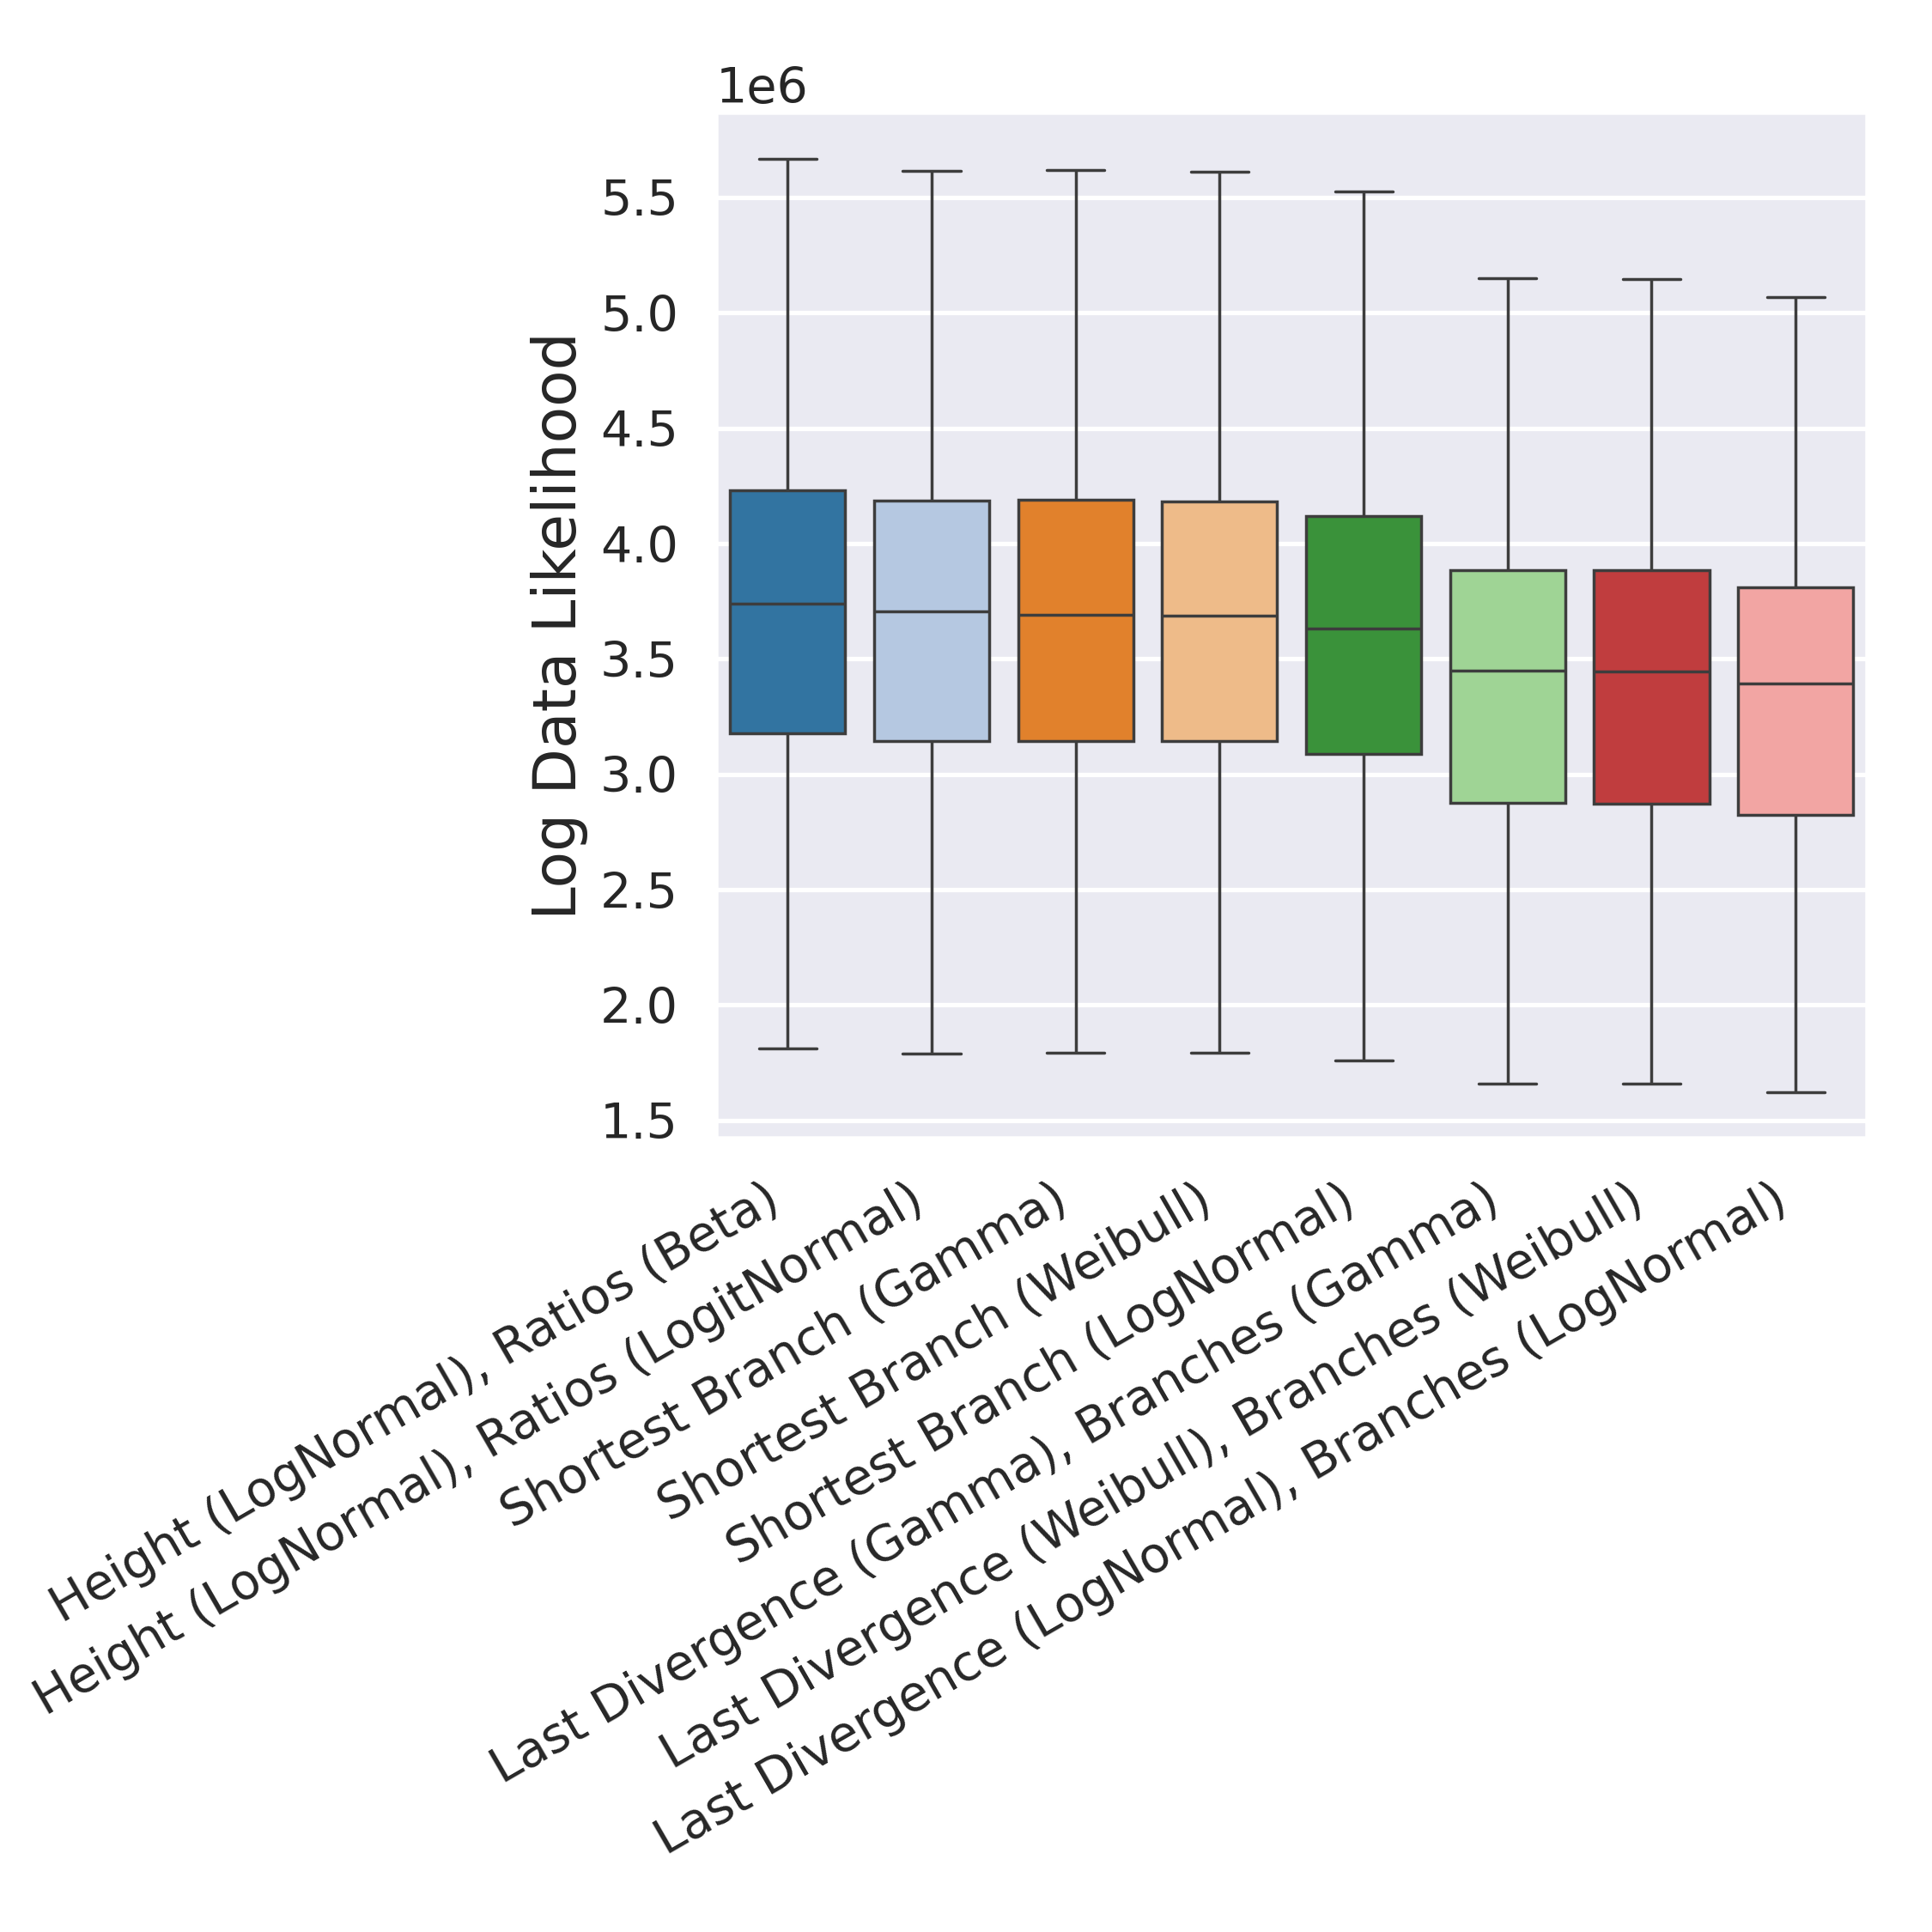 1e6
Log Data Likelihood
5.5
5.0
4.5
4.0
3.5
3.0
2.5
2.0
1.5
Height (LogNormal), Ratios (Beta)
Height (LogNormal), Ratios (LogitNormal)
Shortest Branch (Gamma)
Shortest Branch (Weibull)
Shortest Branch (LogNormal)
Last Divergence (Gamma), Branches (Gamma)
Last Divergence (Weibull), Branches (Weibull)
Last Divergence (LogNormal), Branches (LogNormal)